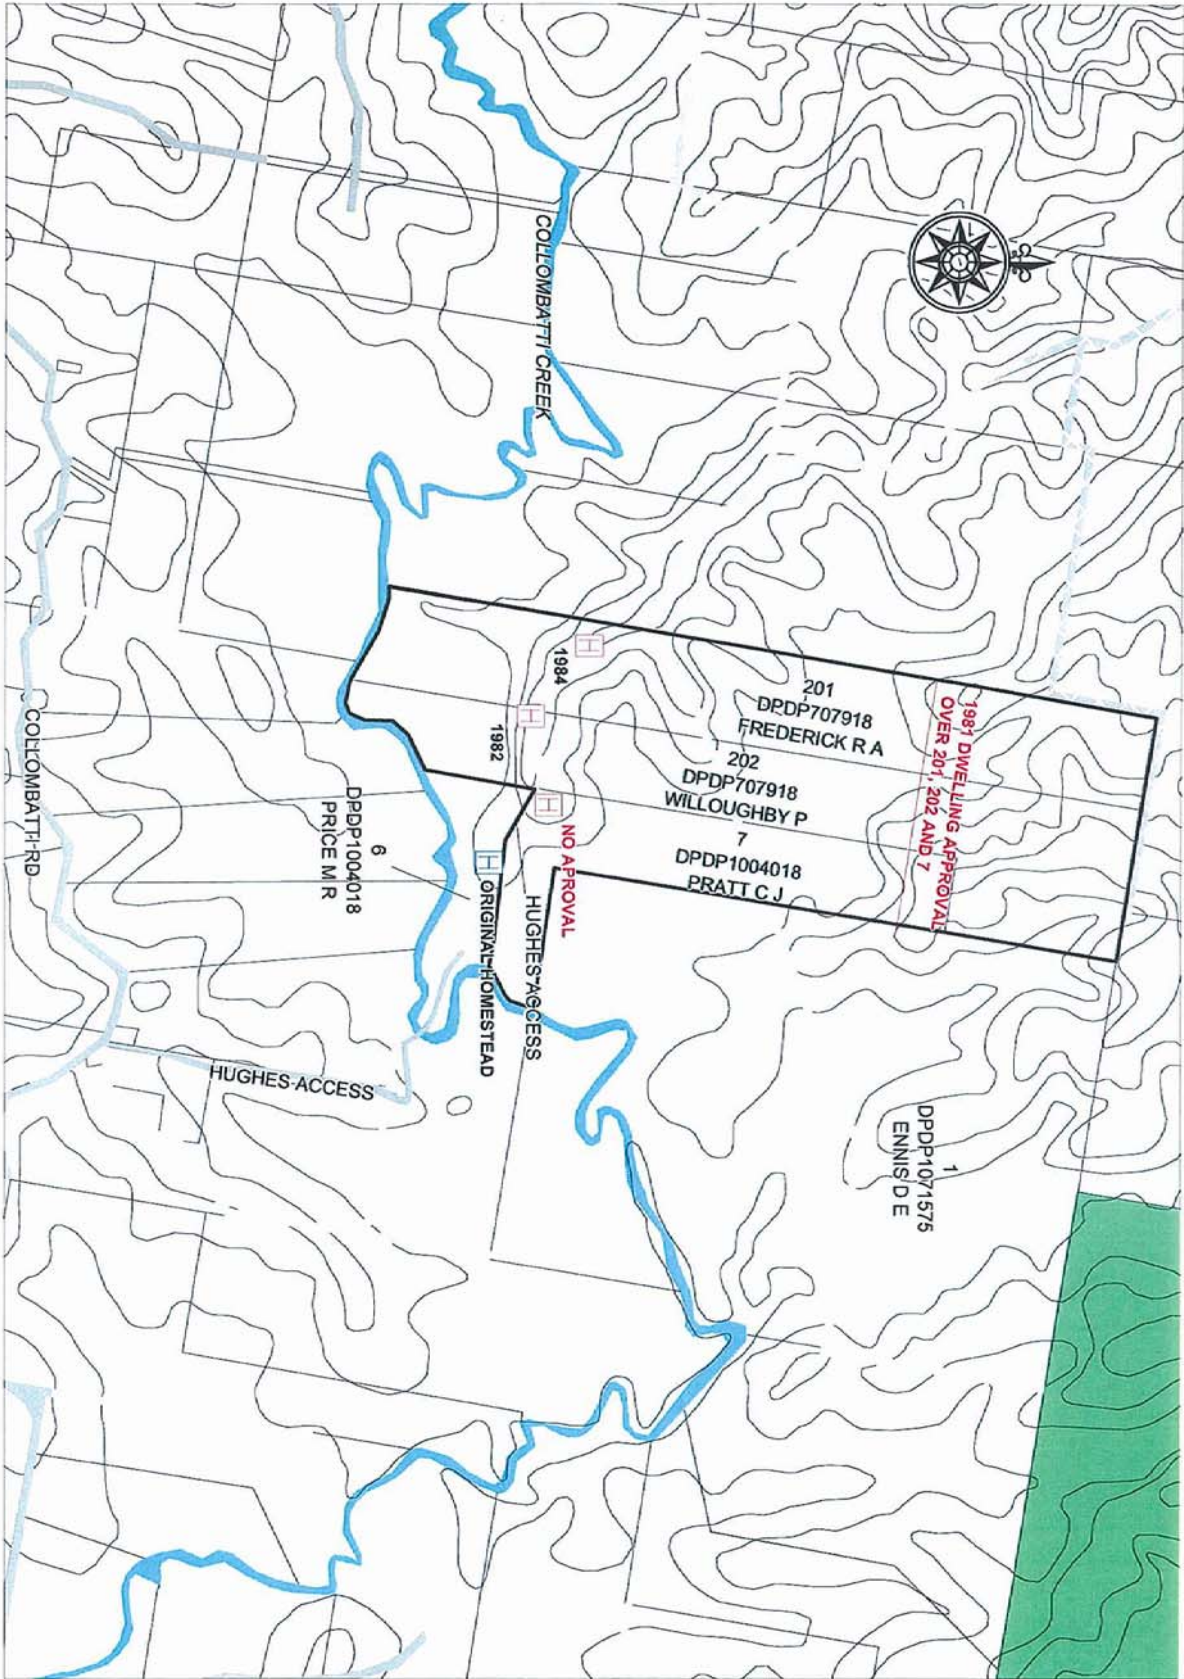 1981 DWELLING APPROVAL
OVER 201, 202 AND 7
201
DPDP707918
FREDERICK R A
202
DPDP707918
WILLOUGHBY P
7
DPDP1004018
PRATT C J
1
DPDP1071575
ENNIS D E
COLLOMBATTI CREEK
1984
1982
NO APROVAL
HUGHES ACCESS
ORIGINAL HOMESTEAD
6
DPDP1004018
PRICE M R
HUGHES ACCESS
COLLOMBATTI RD
H
H
H
H